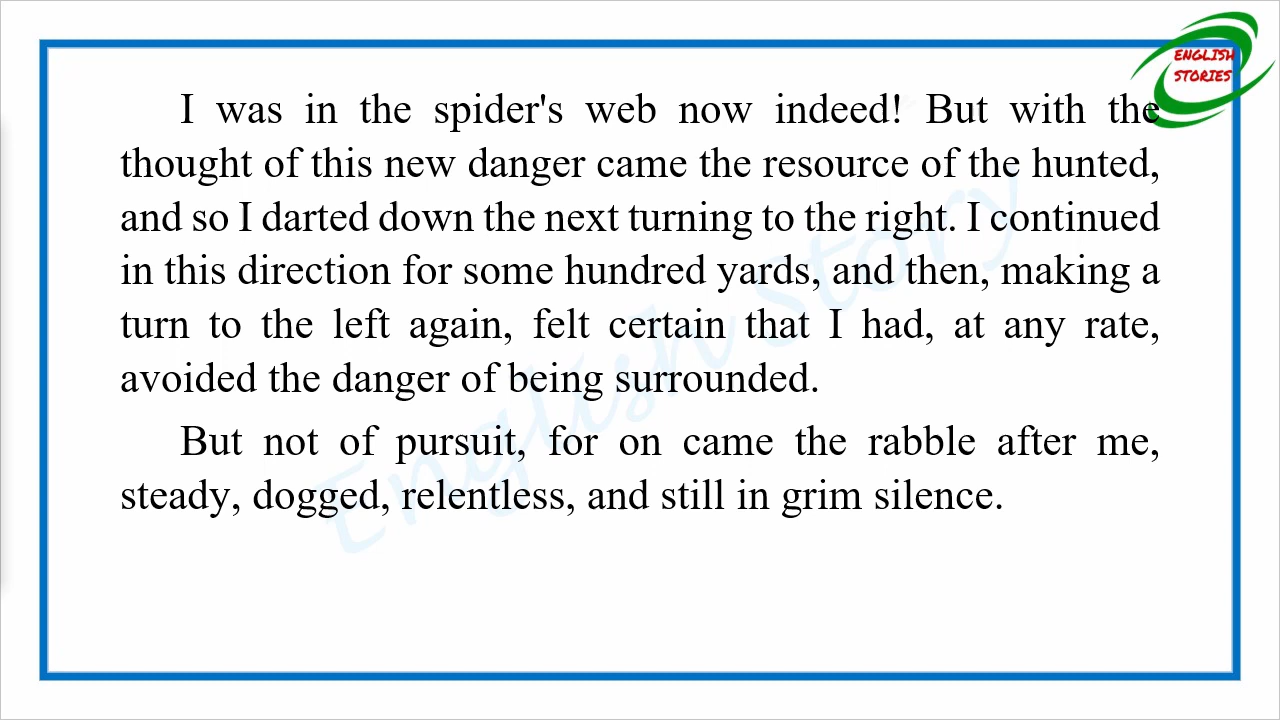 ENGLISH
STORIES
I was in the spider's web now indeed! But with the
thought of this new danger came the resource of the hunted,
and so I darted down the next turning to the right. I continued
in this direction for some hundred yards, and then, making a
turn to the left again, felt certain that I had, at any rate,
avoided the danger of being surrounded.
But not of pursuit, for on came the rabble after me,
steady, dogged, relentless, and still in grim silence.
English Story